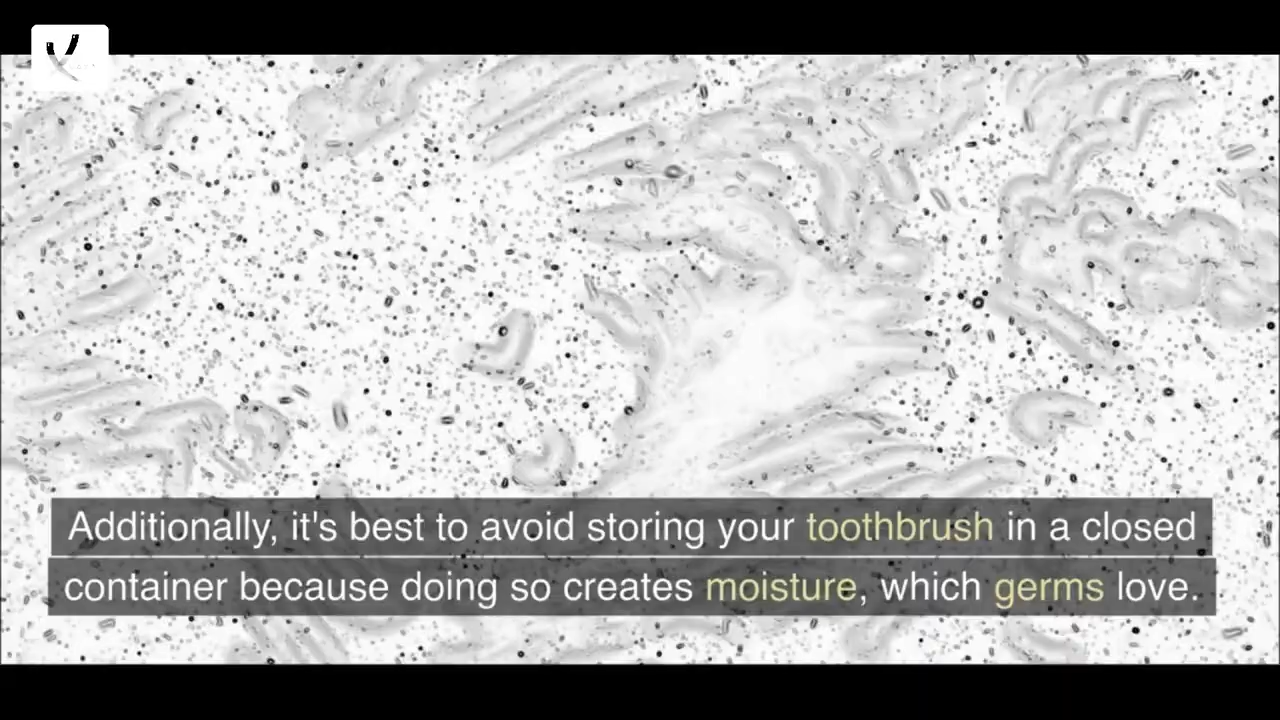 Additionally, it's best to avoid storing your toothbrush in a closed
container because doing so creates moisture, which germs love.